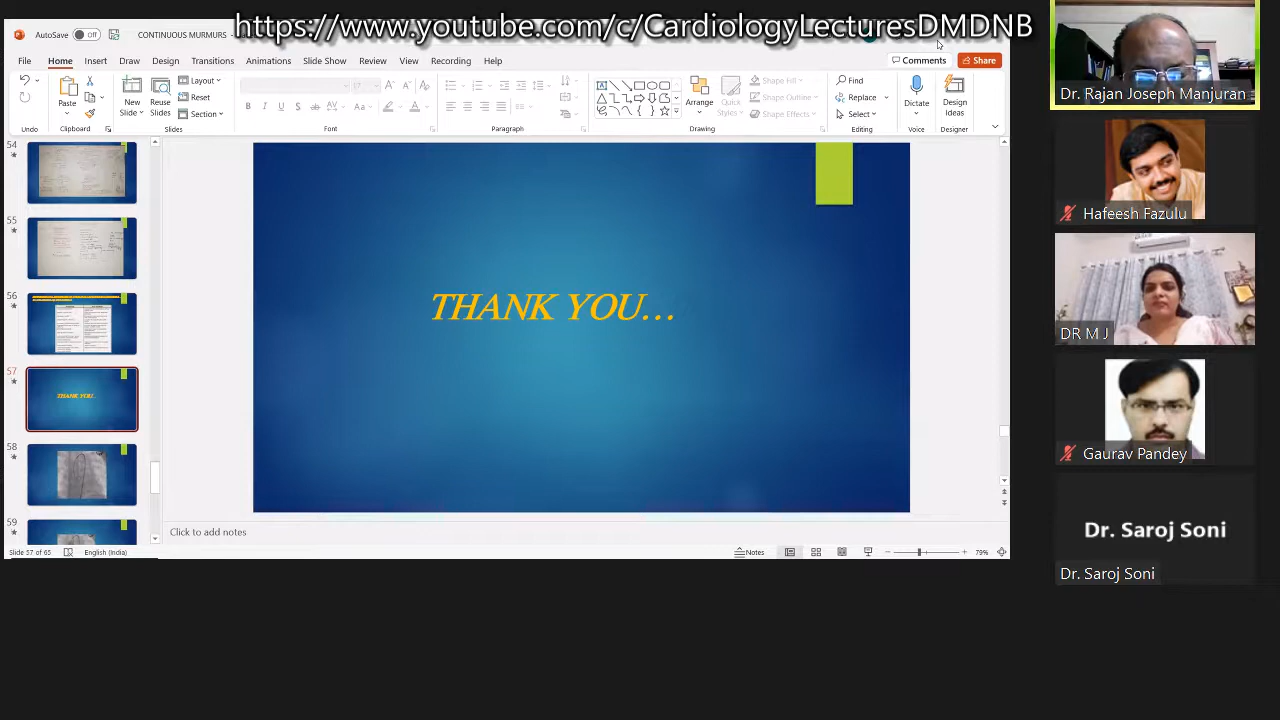 https://www.youtube.com/c/CardiologyLecturesDMDNB
AutoSave Off CONTINUOUS MURMURS -
File Home Insert Draw Design Transitions Animations Slide Show Review View Recording Help Comments Share
Paste
New Slide
Reuse Slides
Layout
Reset
Section
Arrange
Quick Styles
Shape Fill
Shape Outline
Shape Effects
Find
Replace
Select
Dictate
Design Ideas
Undo Clipboard Slides Font Paragraph Drawing Editing Voice Designer
54
55
56
57
THANK YOU...
58
59
THANK YOU...
Click to add notes
Slide 57 of 65 English (India) Notes 79%
Dr. Rajan Joseph Manjuran
Hafeesh Fazulu
DR M J
Gaurav Pandey
Dr. Saroj Soni
Dr. Saroj Soni